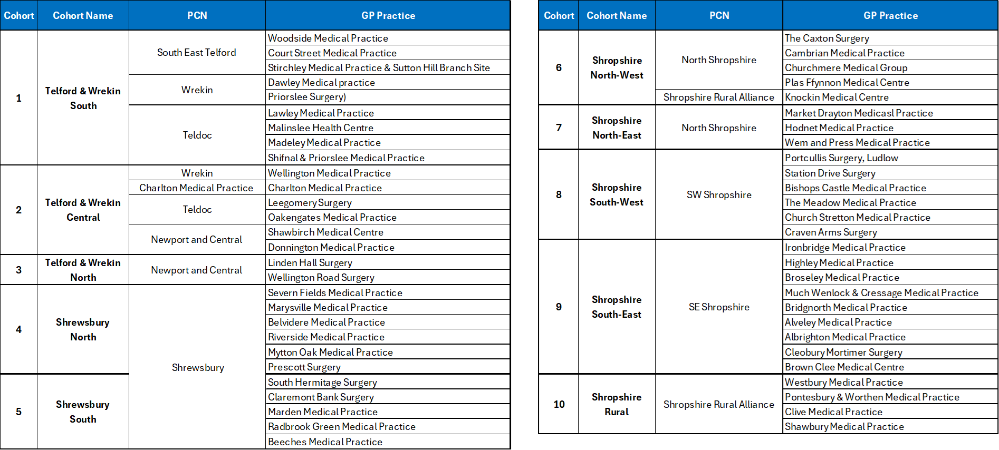 Cohort Cohort Name PCN GP Practice
1 Telford & Wrekin South South East Telford Woodside Medical Practice
Court Street Medical Practice
Stirchley Medical Practice & Sutton Hill Branch Site
Wrekin Dawley Medical practice
Priorslee Surgery)
Teldoc Lawley Medical Practice
Malinslee Health Centre
Madeley Medical Practice
Shifnal & Priorslee Medical Practice
2 Telford & Wrekin Central Wrekin Wellington Medical Practice
Charlton Medical Practice Charlton Medical Practice
Teldoc Leegomery Surgery
Oakengates Medical Practice
Newport and Central Shawbirch Medical Centre
Donnington Medical Practice
3 Telford & Wrekin North Newport and Central Linden Hall Surgery
Wellington Road Surgery
4 Shrewsbury North Shrewsbury Severn Fields Medical Practice
Marysville Medical Practice
Belvidere Medical Practice
Riverside Medical Practice
Mytton Oak Medical Practice
Prescott Surgery
5 Shrewsbury South South Hermitage Surgery
Claremont Bank Surgery
Marden Medical Practice
Radbrook Green Medical Practice
Beeches Medical Practice
Cohort Cohort Name PCN GP Practice
6 Shropshire North-West North Shropshire The Caxton Surgery
Cambrian Medical Practice
Churchmere Medical Group
Plas Ffynnon Medical Centre
Shropshire Rural Alliance Knockin Medical Centre
7 Shropshire North-East North Shropshire Market Drayton Medicasl Practice
Hodnet Medical Practice
Wem and Press Medical Practice
8 Shropshire South-West SW Shropshire Portcullis Surgery, Ludlow
Station Drive Surgery
Bishops Castle Medical Practice
The Meadow Medical Practice
Church Stretton Medical Practice
Craven Arms Surgery
9 Shropshire South-East SE Shropshire Ironbridge Medical Practice
Highley Medical Practice
Broseley Medical Practice
Much Wenlock & Cressage Medical Practice
Bridgnorth Medical Practice
Alveley Medical Practice
Albrighton Medical Practice
Cleobury Mortimer Surgery
Brown Clee Medical Centre
10 Shropshire Rural Shropshire Rural Alliance Westbury Medical Practice
Pontesbury & Worthen Medical Practice
Clive Medical Practice
Shawbury Medical Practice